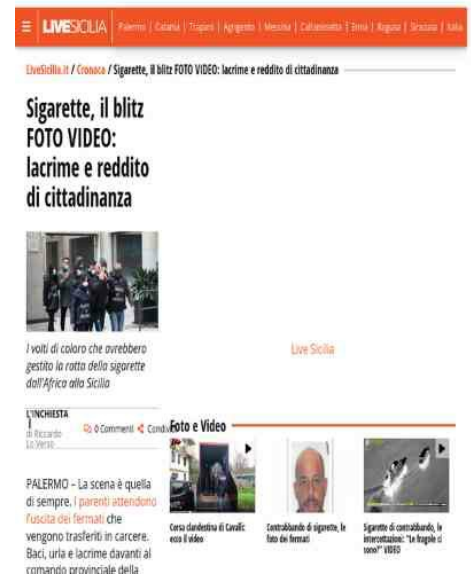 LIVESICILIA Palermo | Catania | Trapani | Agrigento | Messina | Caltanissetta | Enna | Ragusa | Siracusa | Italia
LiveSicilia.it / Cronaca / Sigarette, il blitz FOTO VIDEO: lacrime e reddito di cittadinanza
Sigarette, il blitz
FOTO VIDEO:
lacrime e reddito
di cittadinanza
I volti di coloro che avrebbero
gestito la rotta della sigarette
dall'Africa alla Sicilia
Live Sicilia
L'INCHIESTA
di Riccardo
Lo Verso
0 Commenti Condivi
PALERMO – La scena è quella
di sempre. I parenti attendono
l'uscita dei fermati che
vengono trasferiti in carcere.
Baci, urla e lacrime davanti al
comando provinciale della
Foto e Video
Corsa clandestina di Cavalli:
ecco il video
Contrabbando di sigarette, le
foto dei fermati
Sigarette di contrabbando, le
intercettazioni: "Le fragole ci
sono?" VIDEO